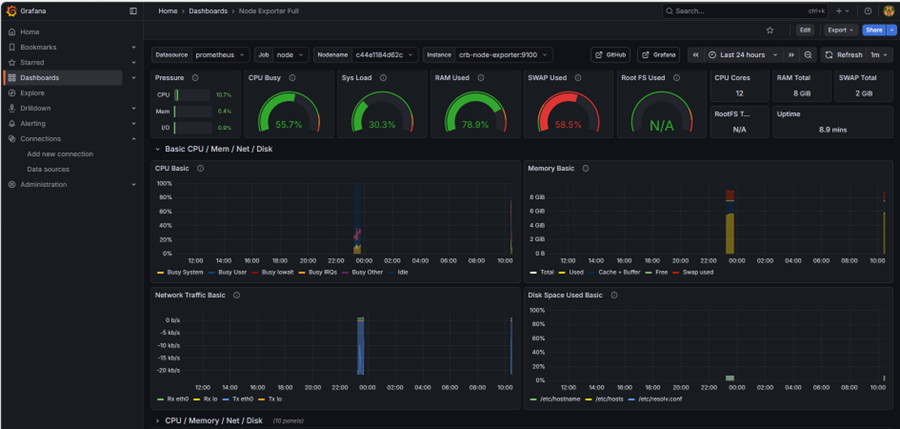 Grafana
Home > Dashboards > Node Exporter Full
Search... ctrl+k
Edit Export Share
Home
Bookmarks
Starred
Dashboards
Explore
Drilldown
Alerting
Connections
Add new connection
Data sources
Administration
Datasource prometheus Job node Nodename c44e1184d62c Instance crb-node-exporter:9100 GitHub Grafana Last 24 hours Refresh 1m
Pressure
CPU 10.7%
Mem 0.4%
I/O 0.9%
CPU Busy
55.7%
Sys Load
30.3%
RAM Used
78.9%
SWAP Used
58.5%
Root FS Used
N/A
CPU Cores
12
RAM Total
8 GiB
SWAP Total
2 GiB
RootFS T...
N/A
Uptime
8.9 mins
Basic CPU / Mem / Net / Disk
CPU Basic
100%
80%
60%
40%
20%
0%
12:00 14:00 16:00 18:00 20:00 22:00 00:00 02:00 04:00 06:00 08:00 10:00
Busy System Busy User Busy Iowait Busy IRQs Busy Other Idle
Memory Basic
8 GiB
6 GiB
4 GiB
2 GiB
0 B
12:00 14:00 16:00 18:00 20:00 22:00 00:00 02:00 04:00 06:00 08:00 10:00
Total Used Cache + Buffer Free Swap used
Network Traffic Basic
0 b/s
-5 kb/s
-10 kb/s
-15 kb/s
-20 kb/s
12:00 14:00 16:00 18:00 20:00 22:00 00:00 02:00 04:00 06:00 08:00 10:00
Rx eth0 Rx lo Tx eth0 Tx lo
Disk Space Used Basic
100%
80%
60%
40%
20%
0%
12:00 14:00 16:00 18:00 20:00 22:00 00:00 02:00 04:00 06:00 08:00 10:00
/etc/hostname /etc/hosts /etc/resolv.conf
CPU / Memory / Net / Disk (10 panels)